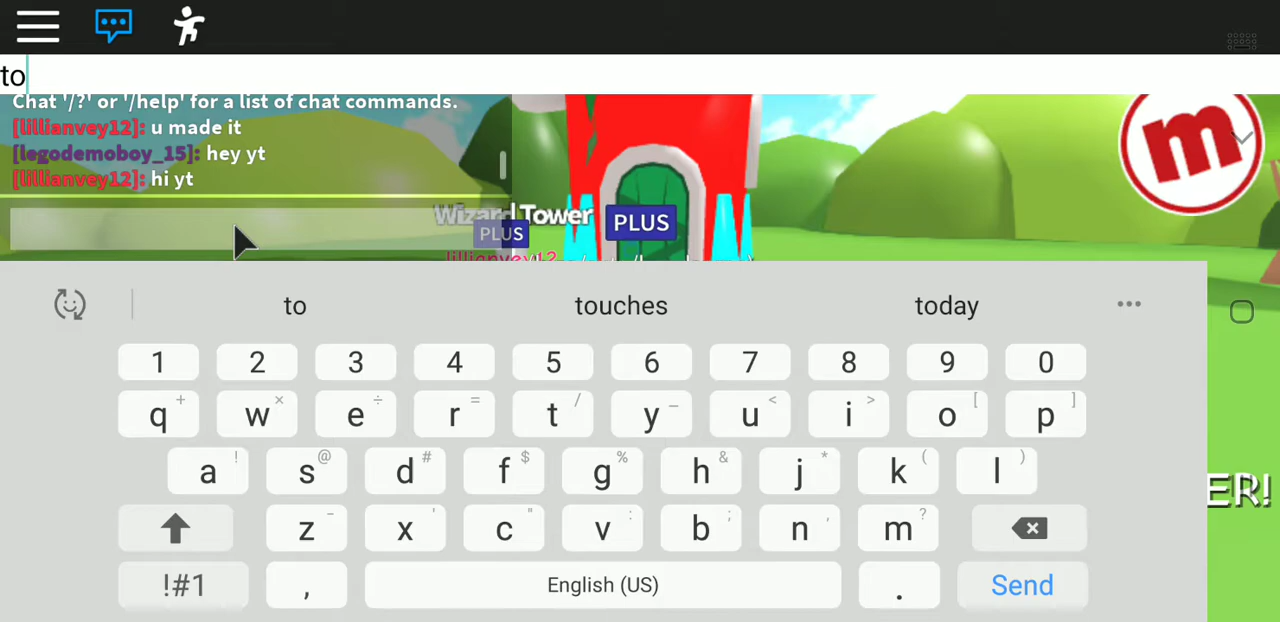 to
Chat '/?' or '/help' for a list of chat commands.
[lillianvey12]: u made it
[legodemoboy_15]: hey yt
[lillianvey12]: hi yt
m
Wizard Tower PLUS
PLUS
lillianvey12
to touches today
1 2 3 4 5 6 7 8 9 0
q + w × e ÷ r = t / y _ u < i > o [ p ]
a ! s @ d # f $ g % h & j * k ( l )
z - x ' c " v : b ; n , m ?
!#1 , English (US) . Send
ER!